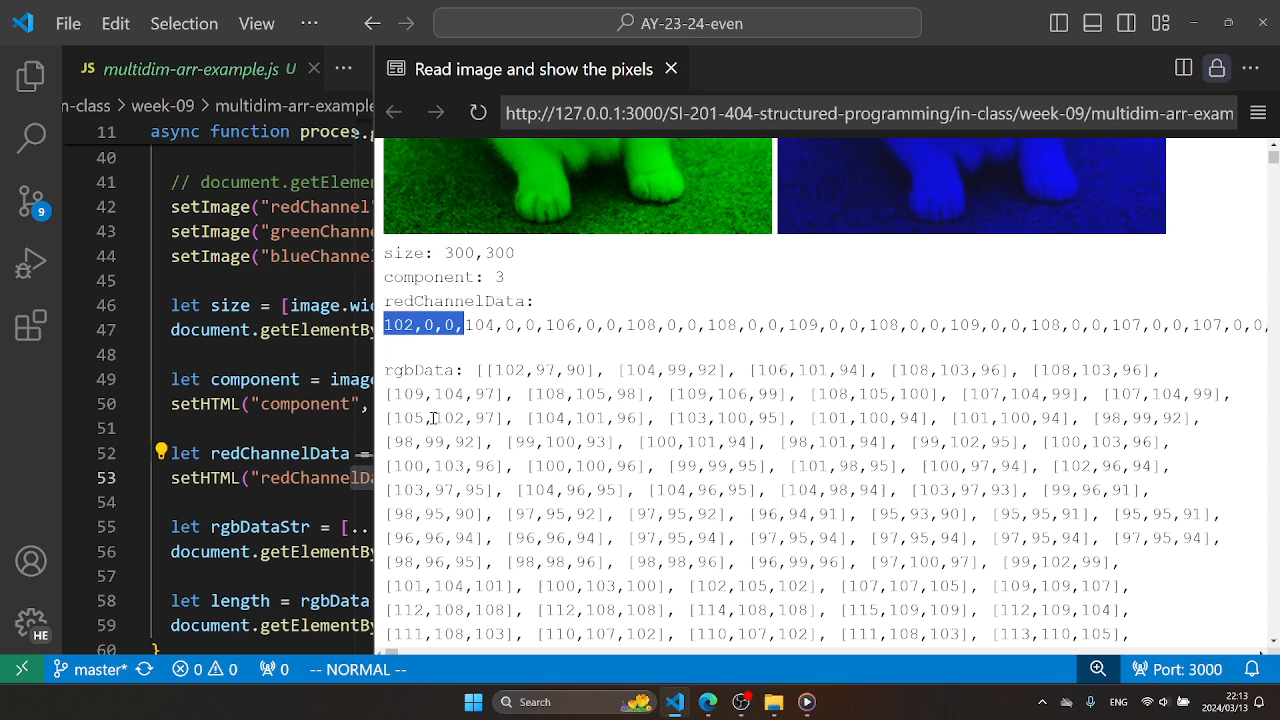 File Edit Selection View ··· AY-23-24-even
JS multidim-arr-example.js U
Read image and show the pixels
n-class > week-09 > multidim-arr-example
http://127.0.0.1:3000/SI-201-404-structured-programming/in-class/week-09/multidim-arr-exam
11 async function proces
40
41 // document.getElemen
42 setImage("redChannel"
43 setImage("greenChann
44 setImage("blueChannel
45
46 let size = [image.wid
47 document.getElementBy
48
49 let component = imag
50 setHTML("component",
51
52 let redChannelData =
53 setHTML("redChannelDa
54
55 let rgbDataStr = [..
56 document.getElementBy
57
58 let length = rgbData
59 document.getElementBy
60 }
size: 300,300
component: 3
redChannelData:
102,0,0,104,0,0,106,0,0,108,0,0,108,0,0,109,0,0,108,0,0,109,0,0,108,0,0,107,0,0,107,0,0,
rgbData: [[102,97,90], [104,99,92], [106,101,94], [108,103,96], [108,103,96],
[109,104,97], [108,105,98], [109,106,99], [108,105,100], [107,104,99], [107,104,99],
[105,102,97], [104,101,96], [103,100,95], [101,100,94], [101,100,94], [98,99,92],
[98,99,92], [99,100,93], [100,101,94], [98,101,94], [99,102,95], [100,103,96],
[100,103,96], [100,100,96], [99,99,95], [101,98,95], [100,97,94], [102,96,94],
[103,97,95], [104,96,95], [104,96,95], [104,98,94], [103,97,93], [99,96,91],
[98,95,90], [97,95,92], [97,95,92], [96,94,91], [95,93,90], [95,95,91], [95,95,91],
[96,96,94], [96,96,94], [97,95,94], [97,95,94], [97,95,94], [97,95,94], [97,95,94],
[98,96,95], [98,98,96], [98,98,96], [96,99,96], [97,100,97], [99,102,99],
[101,104,101], [100,103,100], [102,105,102], [107,107,105], [109,109,107],
[112,108,108], [112,108,108], [114,108,108], [115,109,109], [112,109,104],
[111,108,103], [110,107,102], [110,107,102], [111,108,103], [113,110,105],
9
HE
master* 0 0 0 -- NORMAL -- Port: 3000
Search ENG 22:13
2024/03/13